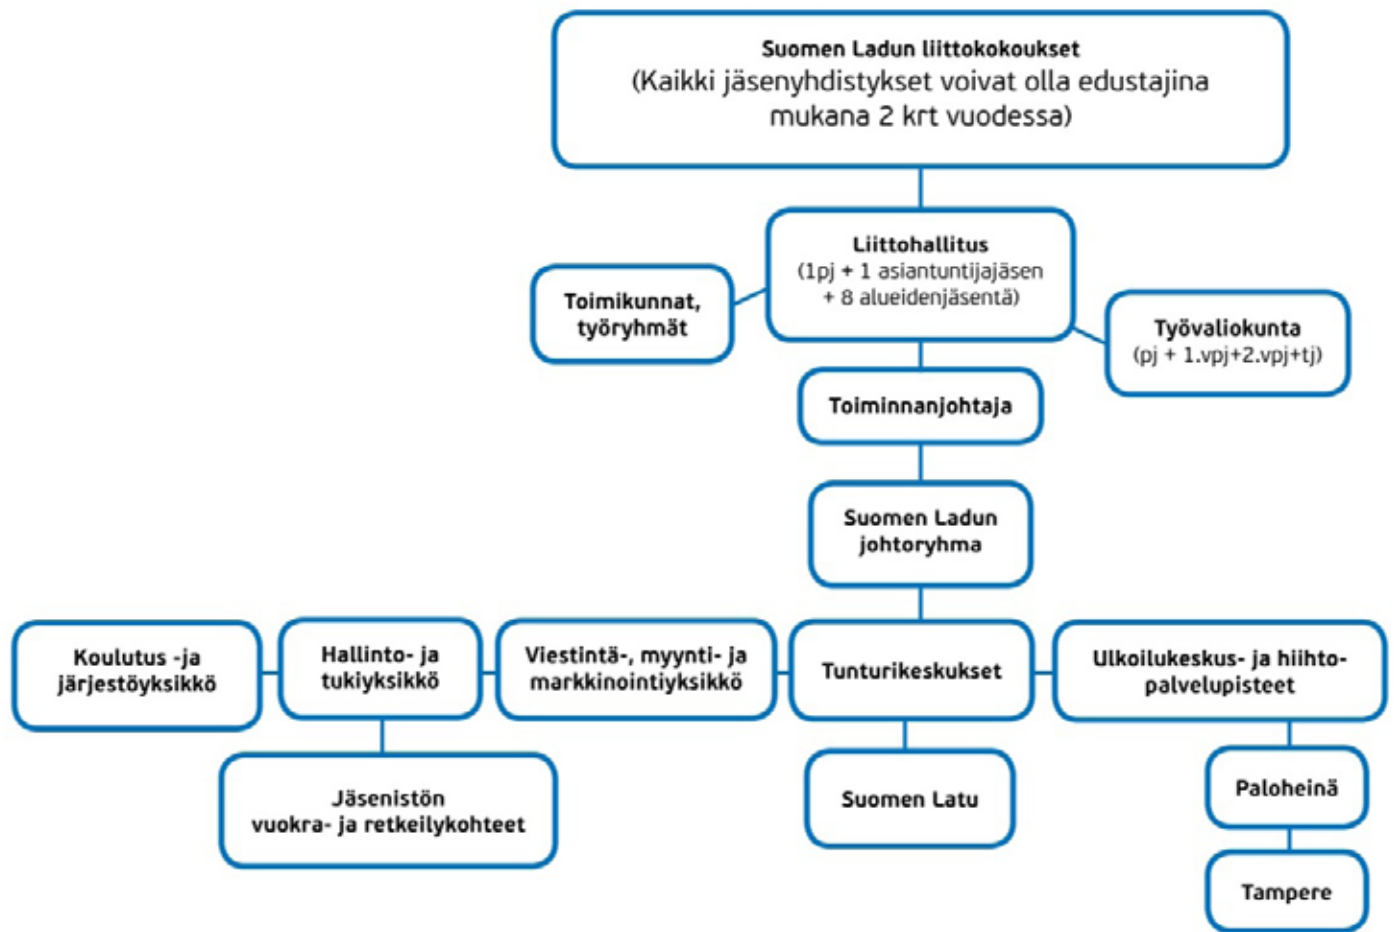 Suomen Ladun liittokokoukset
(Kaikki jäsenyhdistykset voivat olla edustajina
mukana 2 krt vuodessa)
Liittohallitus
(1pj + 1 asiantuntijajäsen
+ 8 alueidenjäsentä)
Toimikunnat,
työryhmät
Työvaliokunta
(pj + 1.vpj+2.vpj+tj)
Toiminnanjohtaja
Suomen Ladun
johtoryhma
Koulutus -ja
järjestöyksikkö
Hallinto- ja
tukiyksikkö
Viestintä-, myynti- ja
markkinointiyksikkö
Tunturikeskukset
Ulkoilukeskus- ja hiihto-
palvelupisteet
Jäsenistön
vuokra- ja retkeilykohteet
Suomen Latu
Paloheinä
Tampere